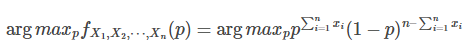 arg max_p f_{X_1,X_2,⋯,X_n}(p) = arg max_p p^{∑_{i=1}^{n} x_i}(1 − p)^{n−∑_{i=1}^{n} x_i}